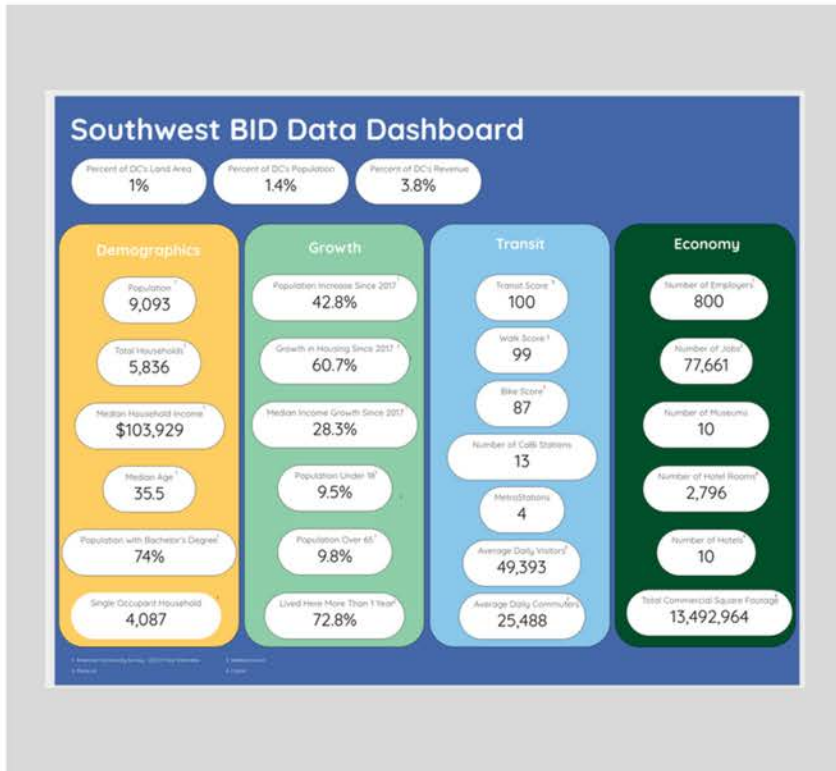 Southwest BID Data Dashboard
Percent of DC's Land Area
1%
Percent of DC's Population
1.4%
Percent of DC's Revenue
3.8%
Demographics
Population
9,093
Total Households
5,836
Median Household Income
$103,929
Median Age
35.5
Population with Bachelor's Degree
74%
Single Occupant Household
4,087
Growth
Population Increase Since 2017
42.8%
Growth in Housing Since 2017
60.7%
Median Income Growth Since 2017
28.3%
Population Under 18
9.5%
Population Over 65
9.8%
Lived Here More Than 1 Year
72.8%
Transit
Transit Score
100
Walk Score
99
Bike Score
87
Number of CaBi Stations
13
MetroStations
4
Average Daily Visitors
49,393
Average Daily Commuters
25,488
Economy
Number of Employers
800
Number of Jobs
77,661
Number of Museums
10
Number of Hotel Rooms
2,796
Number of Hotels
10
Total Commercial Square Footage
13,492,964